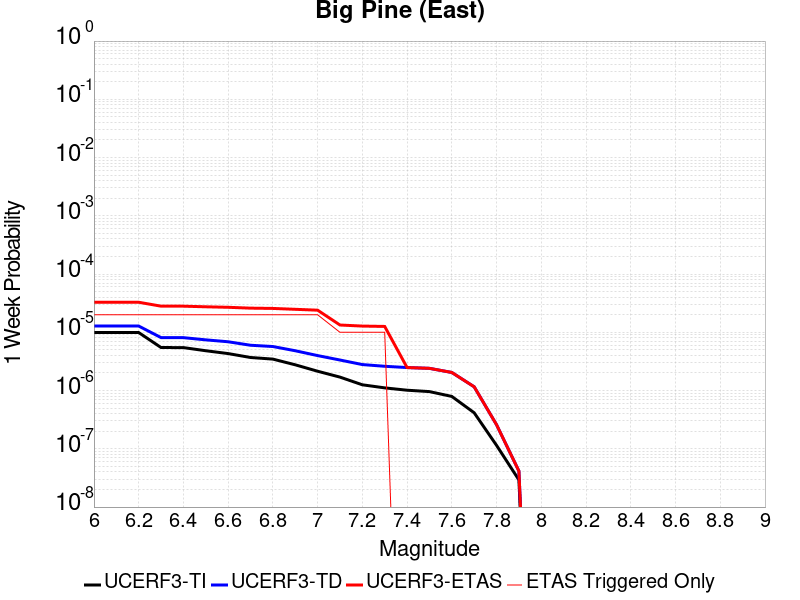 Big Pine (East)
10^0
10^-1
10^-2
10^-3
10^-4
10^-5
10^-6
10^-7
10^-8
1 Week Probability
6 6.2 6.4 6.6 6.8 7 7.2 7.4 7.6 7.8 8 8.2 8.4 8.6 8.8 9
Magnitude
UCERF3-TI UCERF3-TD UCERF3-ETAS ETAS Triggered Only